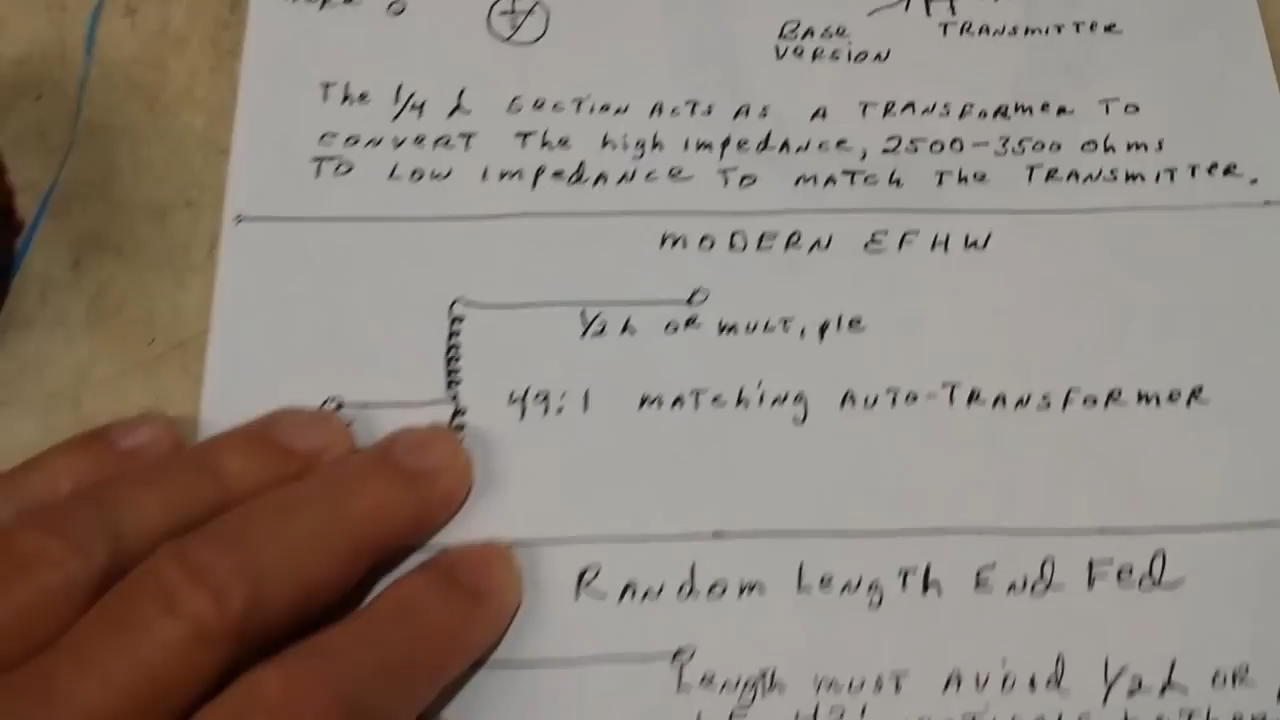 BASE TRANSMITTER
VERSION
The 1/4 λ SECTION ACTS AS A TRANSFORMER TO
CONVERT The high impedANce, 2500-3500 ohms
TO LOW impedANce TO MATCH The TRANSMITTER.
MODERN EFHW
1/2 λ OR MULTiple
49:1 MATChiNg AUTO-TRANSFORMER
RANdom LengTh End Fed
Length must AVoid 1/2 λ OR